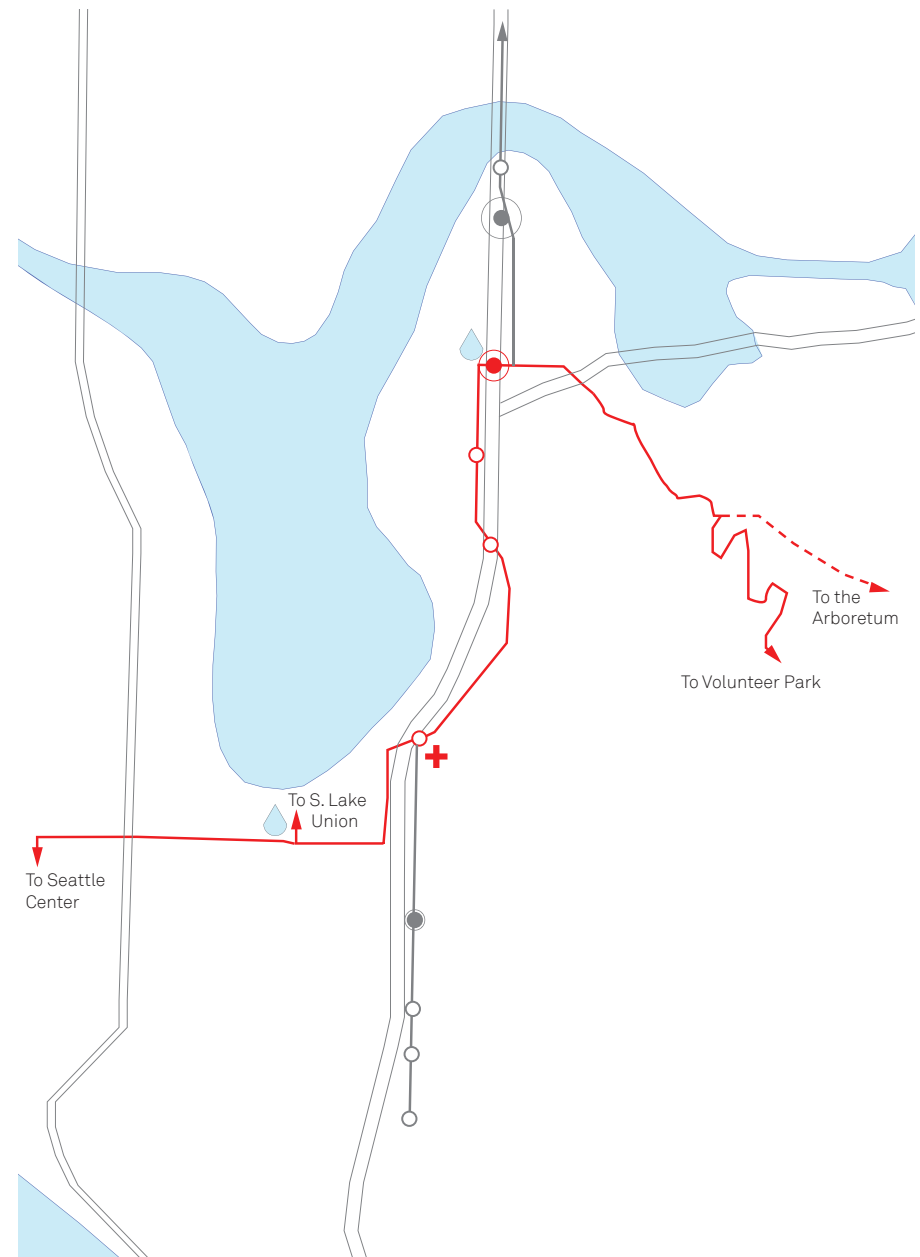 To the
Arboretum
To Volunteer Park
To S. Lake
Union
To Seattle
Center